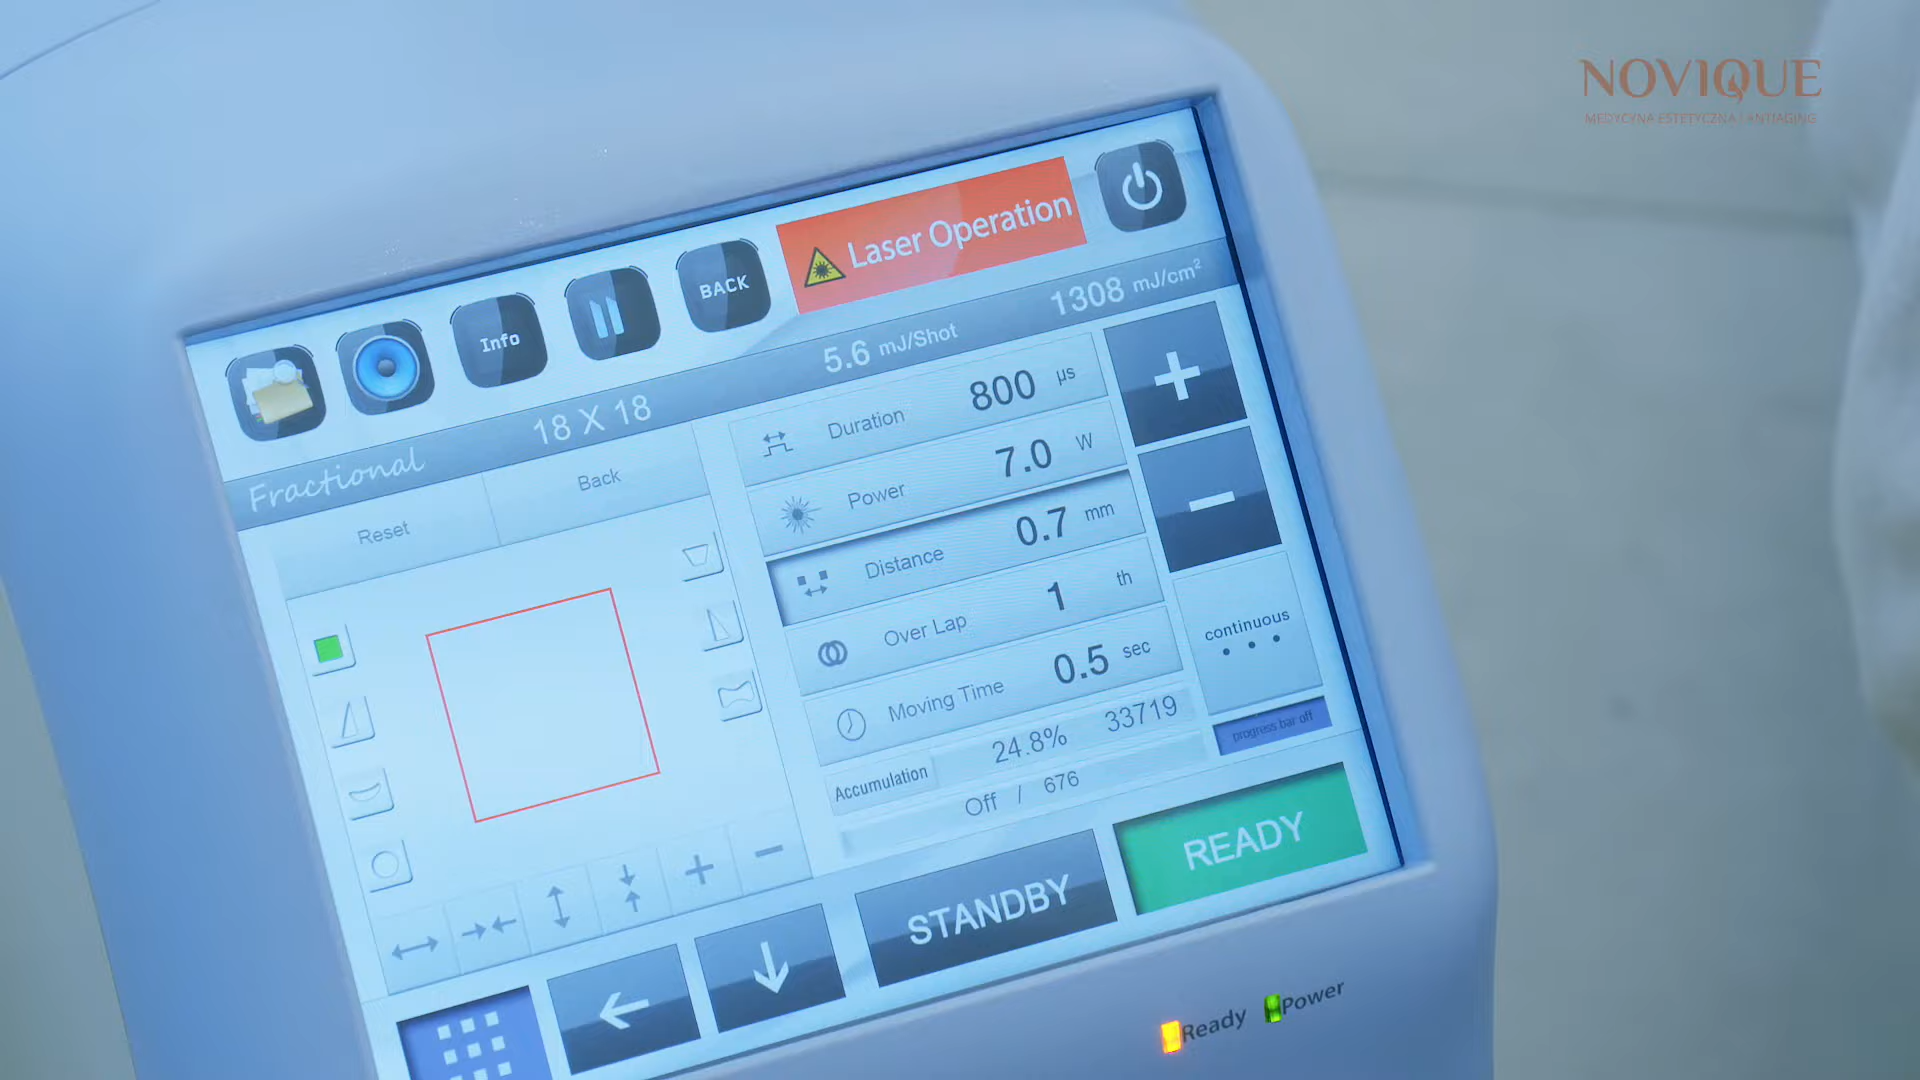 NOVIQUE
MEDYCYNA ESTETYCZNA I ANTIAGING
Info
BACK
Laser Operation
Fractional
18 X 18
5.6 mJ/Shot
1308 mJ/cm²
Reset
Back
Duration 800 µs
Power 7.0 W
Distance 0.7 mm
Over Lap 1 th
Moving Time 0.5 sec
continuous
Accumulation 24.8% 33719
Off / 676
progress bar off
STANDBY
READY
Ready
Power